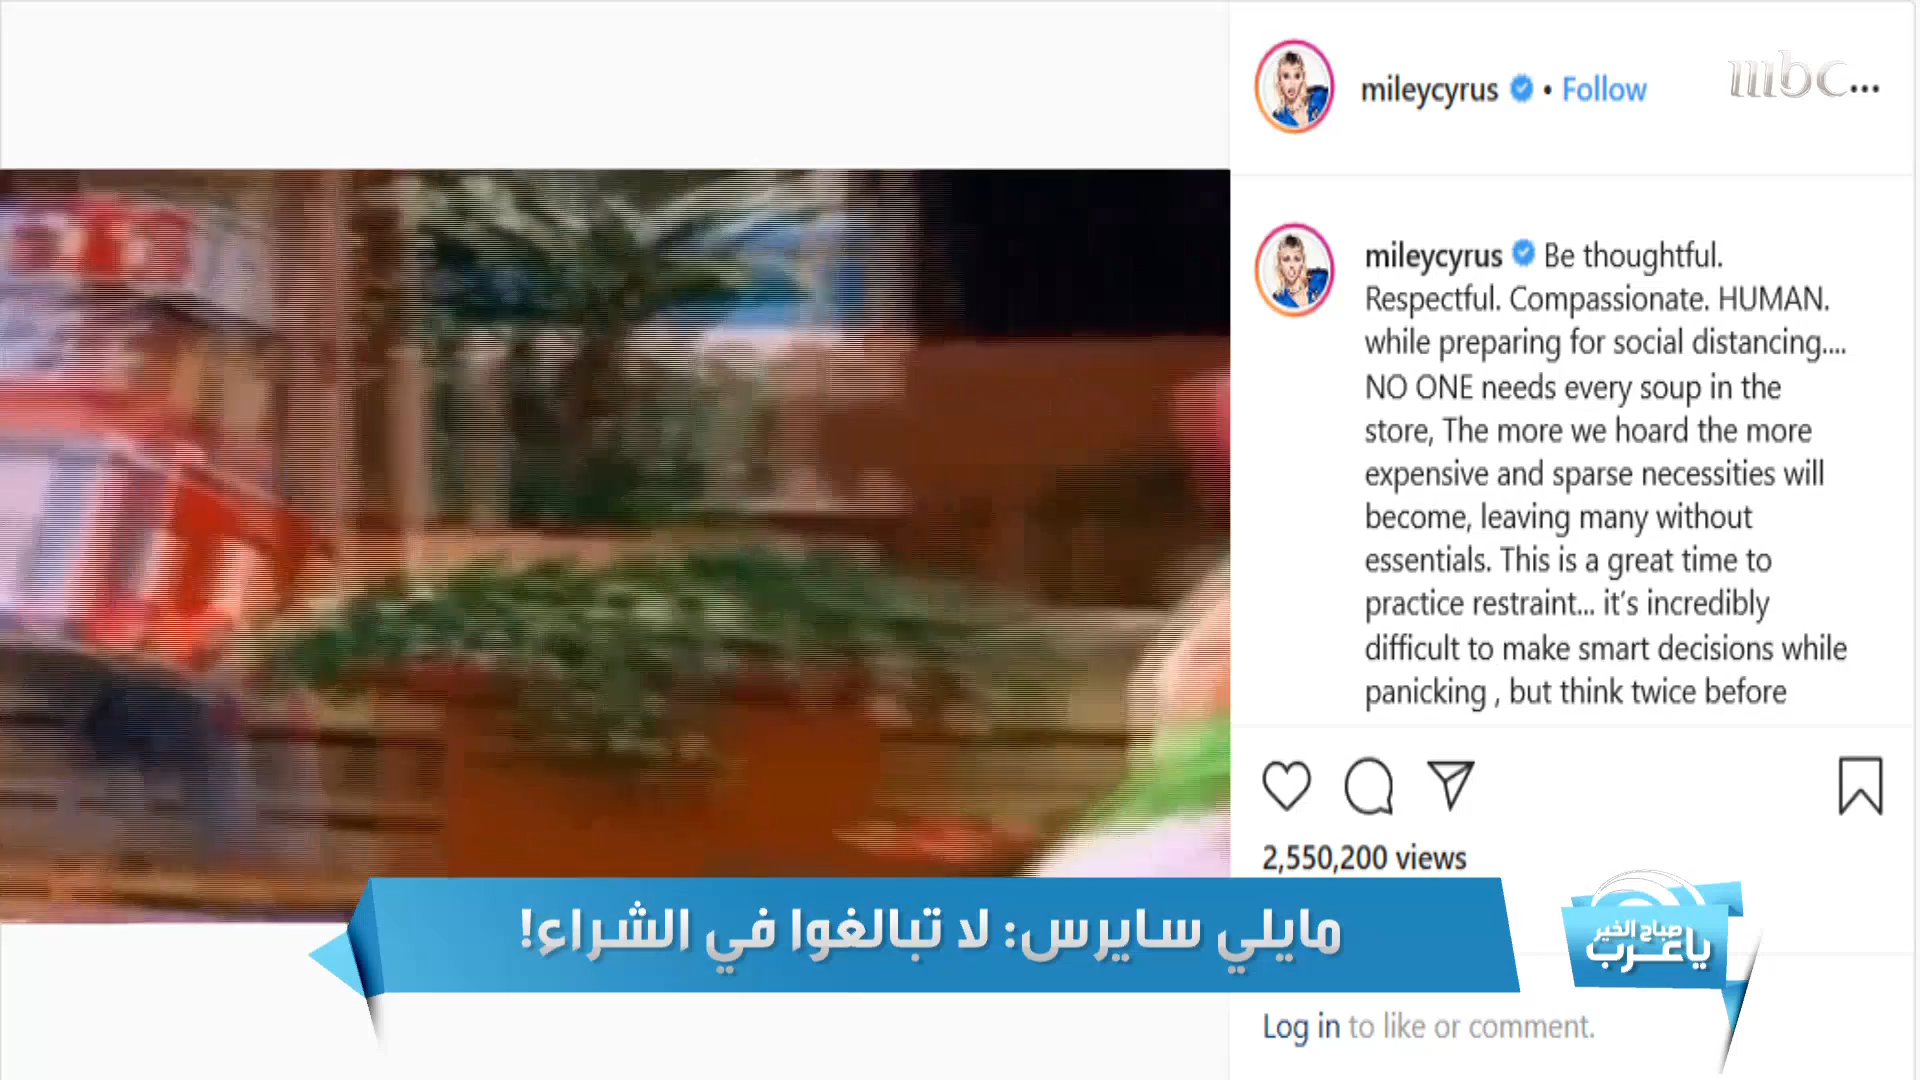 mileycyrus • Follow
mbc
mileycyrus Be thoughtful.
Respectful. Compassionate. HUMAN.
while preparing for social distancing....
NO ONE needs every soup in the
store, The more we hoard the more
expensive and sparse necessities will
become, leaving many without
essentials. This is a great time to
practice restraint... it’s incredibly
difficult to make smart decisions while
panicking , but think twice before
2,550,200 views
مايلي سايرس: لا تبالغوا في الشراء!
صباح الخير
ياعرب
Log in to like or comment.